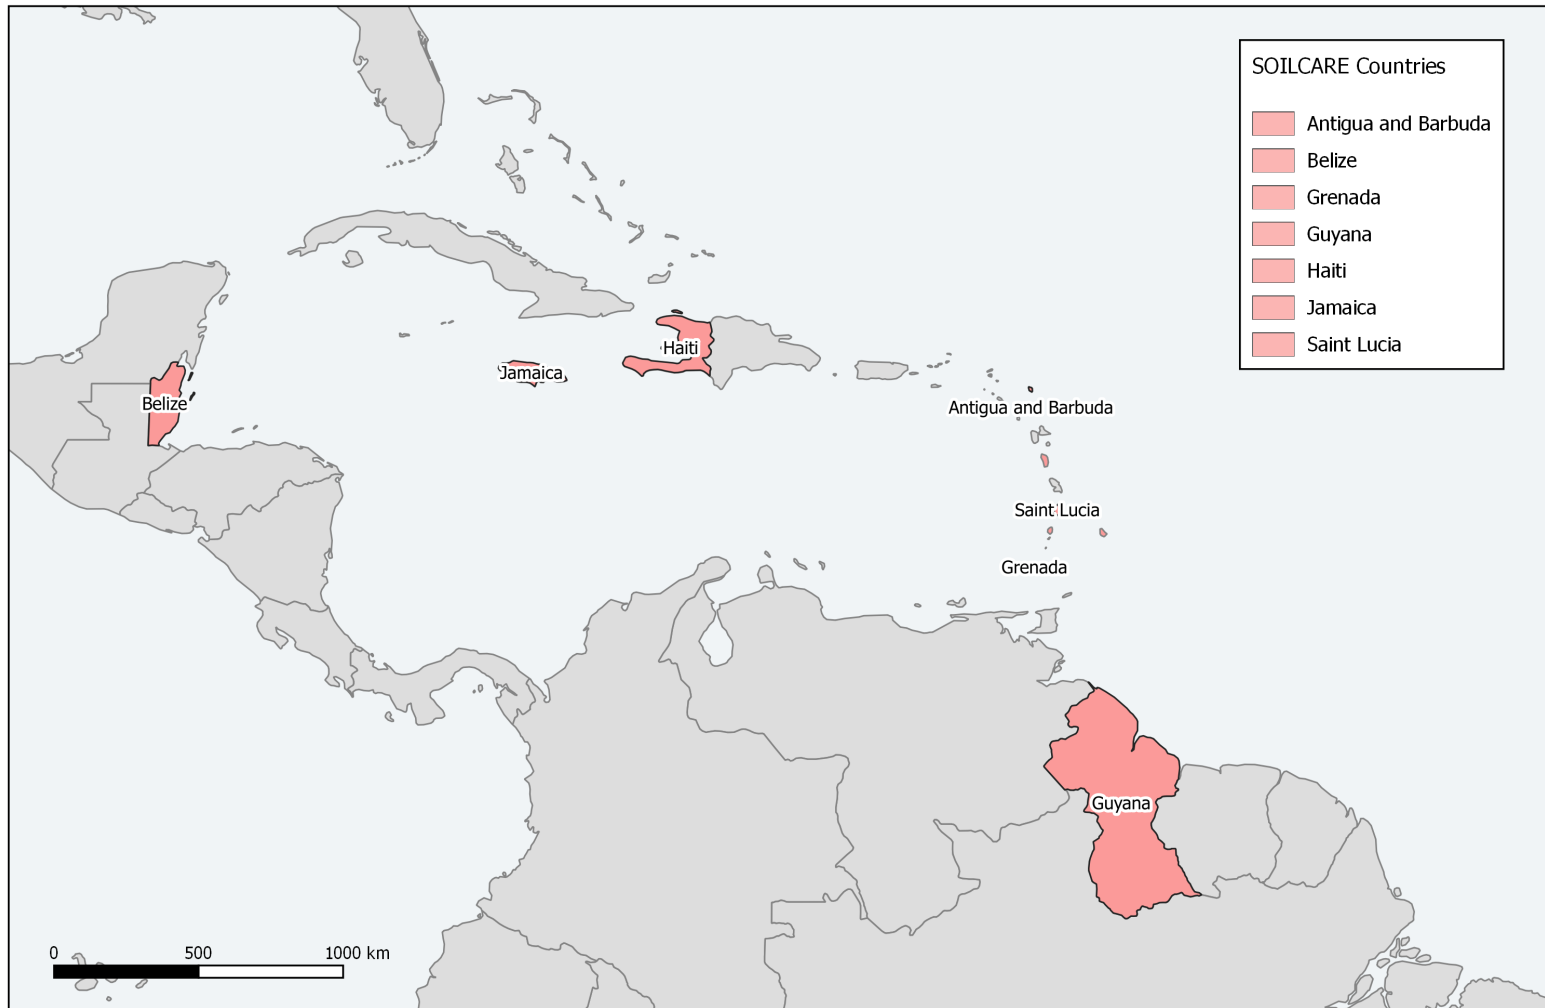 SOILCARE Countries
Antigua and Barbuda
Belize
Grenada
Guyana
Haiti
Jamaica
Saint Lucia
Haiti
Jamaica
Belize
Antigua and Barbuda
Saint Lucia
Grenada
Guyana
0 500 1000 km